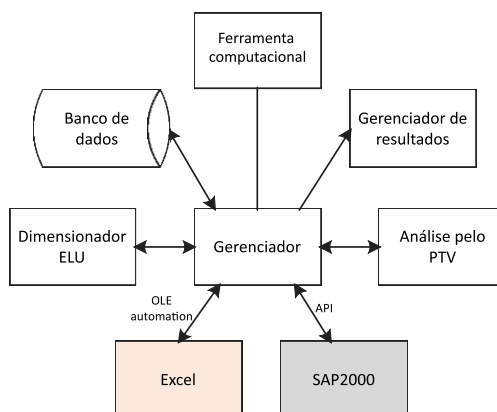 Ferramenta
computacional
Banco de
dados
Gerenciador de
resultados
Dimensionador
ELU
Gerenciador
Análise pelo
PTV
OLE
automation
API
Excel
SAP2000